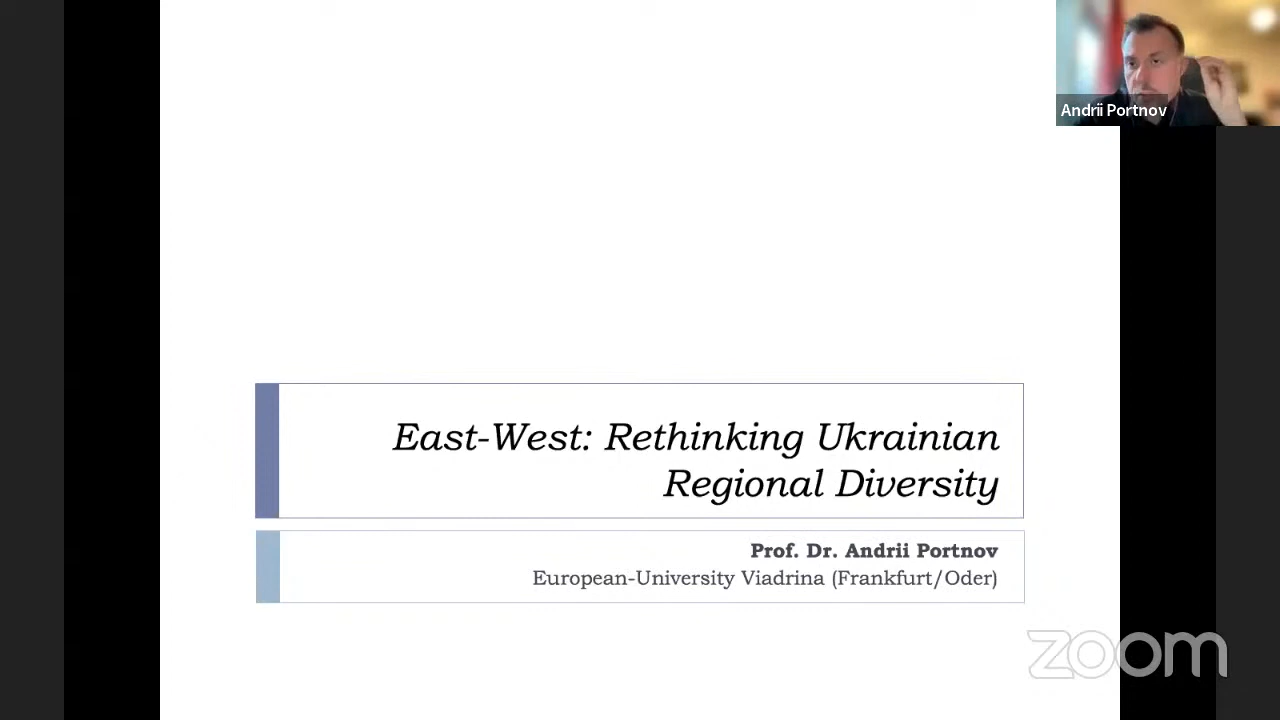 Andrii Portnov
East-West: Rethinking Ukrainian
Regional Diversity
Prof. Dr. Andrii Portnov
European-University Viadrina (Frankfurt/Oder)
zoom